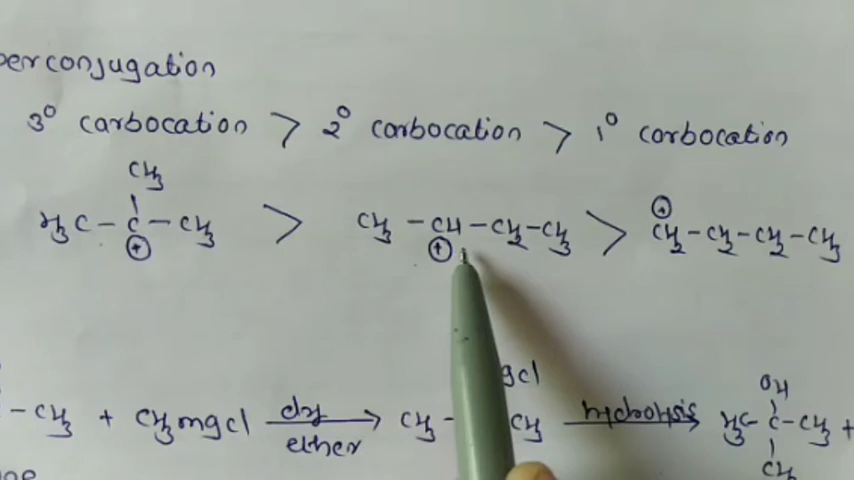 perconjugation
3° carbocation > 2° carbocation > 1° carbocation
CH3
H3C - C - CH3 > CH3 - CH - CH2 - CH3 > CH2 - CH2 - CH2 - CH3
⊕ ⊕ ⊕
gcl
- CH3 + CH3mgcl dry ether → CH3 - CH3 hydrolysis → H3C - C - CH3 +
OH
CH3